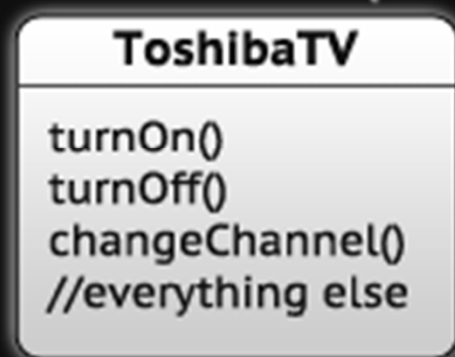 ToshibaTV
turnOn()
turnOff()
changeChannel()
//everything else